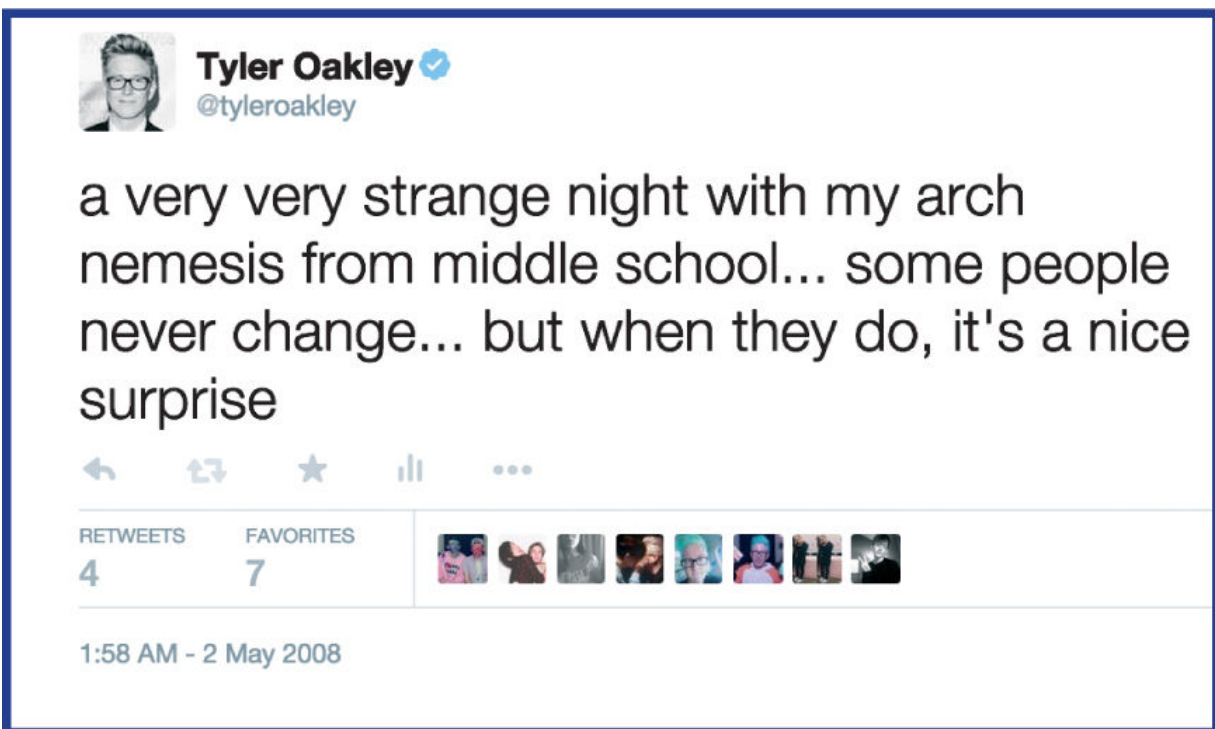 Tyler Oakley
@tyleroakley
a very very strange night with my arch
nemesis from middle school... some people
never change... but when they do, it's a nice
surprise
RETWEETS FAVORITES
4 7
1:58 AM - 2 May 2008